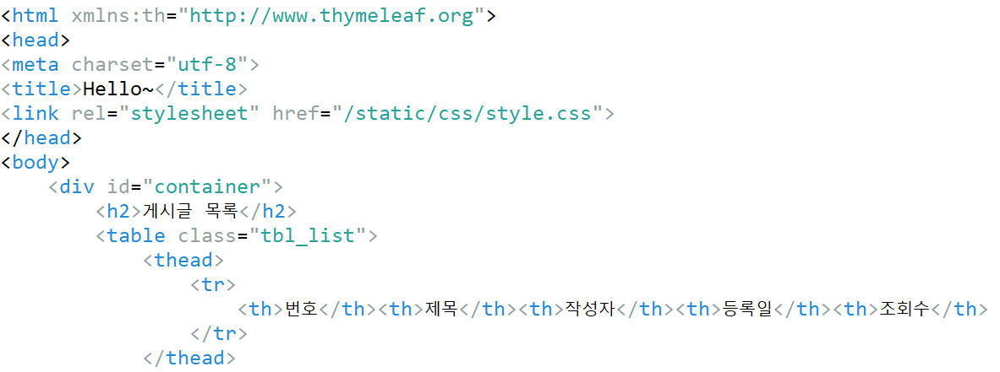 <html xmlns:th="http://www.thymeleaf.org">
<head>
<meta charset="utf-8">
<title>Hello~</title>
<link rel="stylesheet" href="/static/css/style.css">
</head>
<body>
    <div id="container">
        <h2>게시글 목록</h2>
        <table class="tbl_list">
            <thead>
                <tr>
                    <th>번호</th><th>제목</th><th>작성자</th><th>등록일</th><th>조회수</th>
                </tr>
            </thead>